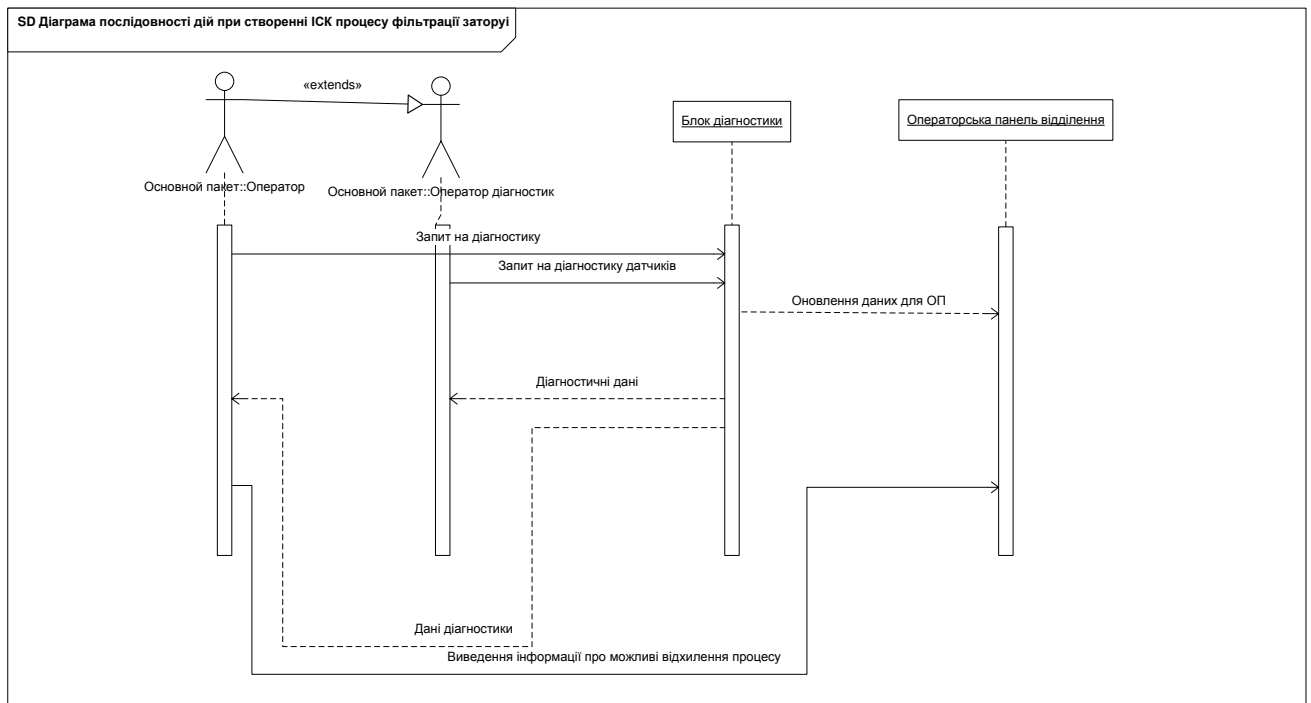 SD Діаграма послідовності дій при створенні ІСК процесу фільтрації заторуі
«extends»
Блок діагностики
Операторська панель відділення
Основной пакет::Оператор
Основной пакет::Оператор діагностик
Запит на діагностику
Запит на діагностику датчиків
Оновлення даних для ОП
Діагностичні дані
Дані діагностики
Виведення інформації про можливі відхилення процесу